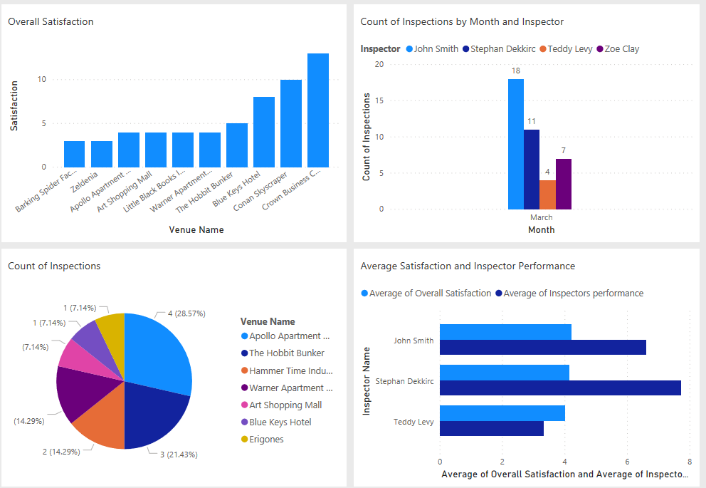 Overall Satisfaction
Satisfaction
10
5
0
Barking Spider Fac...
Zeldenia
Apollo Apartment ...
Art Shopping Mall
Little Black Books I...
Warner Apartment...
The Hobbit Bunker
Blue Keys Hotel
Conan Skyscraper
Crown Business C...
Venue Name
Count of Inspections by Month and Inspector
Inspector John Smith Stephan Dekkirc Teddy Levy Zoe Clay
Count of Inspections
20
15
10
5
0
18
11
4
7
March
Month
Count of Inspections
1 (7.14%)
1 (7.14%)
(7.14%)
(14.29%)
2 (14.29%)
3 (21.43%)
4 (28.57%)
Venue Name
Apollo Apartment ...
The Hobbit Bunker
Hammer Time Indu...
Warner Apartment ...
Art Shopping Mall
Blue Keys Hotel
Erigones
Average Satisfaction and Inspector Performance
Average of Overall Satisfaction Average of Inspectors performance
Inspector Name
John Smith
Stephan Dekkirc
Teddy Levy
0 2 4 6 8
Average of Overall Satisfaction and Average of Inspecto...